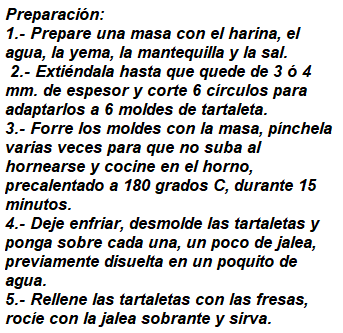 Preparación:
1.- Prepare una masa con el harina, el
agua, la yema, la mantequilla y la sal.
2.- Extiéndala hasta que quede de 3 ó 4
mm. de espesor y corte 6 círculos para
adaptarlos a 6 moldes de tartaleta.
3.- Forre los moldes con la masa, pínchela
varias veces para que no suba al
hornearse y cocine en el horno,
precalentado a 180 grados C, durante 15
minutos.
4.- Deje enfriar, desmolde las tartaletas y
ponga sobre cada una, un poco de jalea,
previamente disuelta en un poquito de
agua.
5.- Rellene las tartaletas con las fresas,
rocíe con la jalea sobrante y sirva.